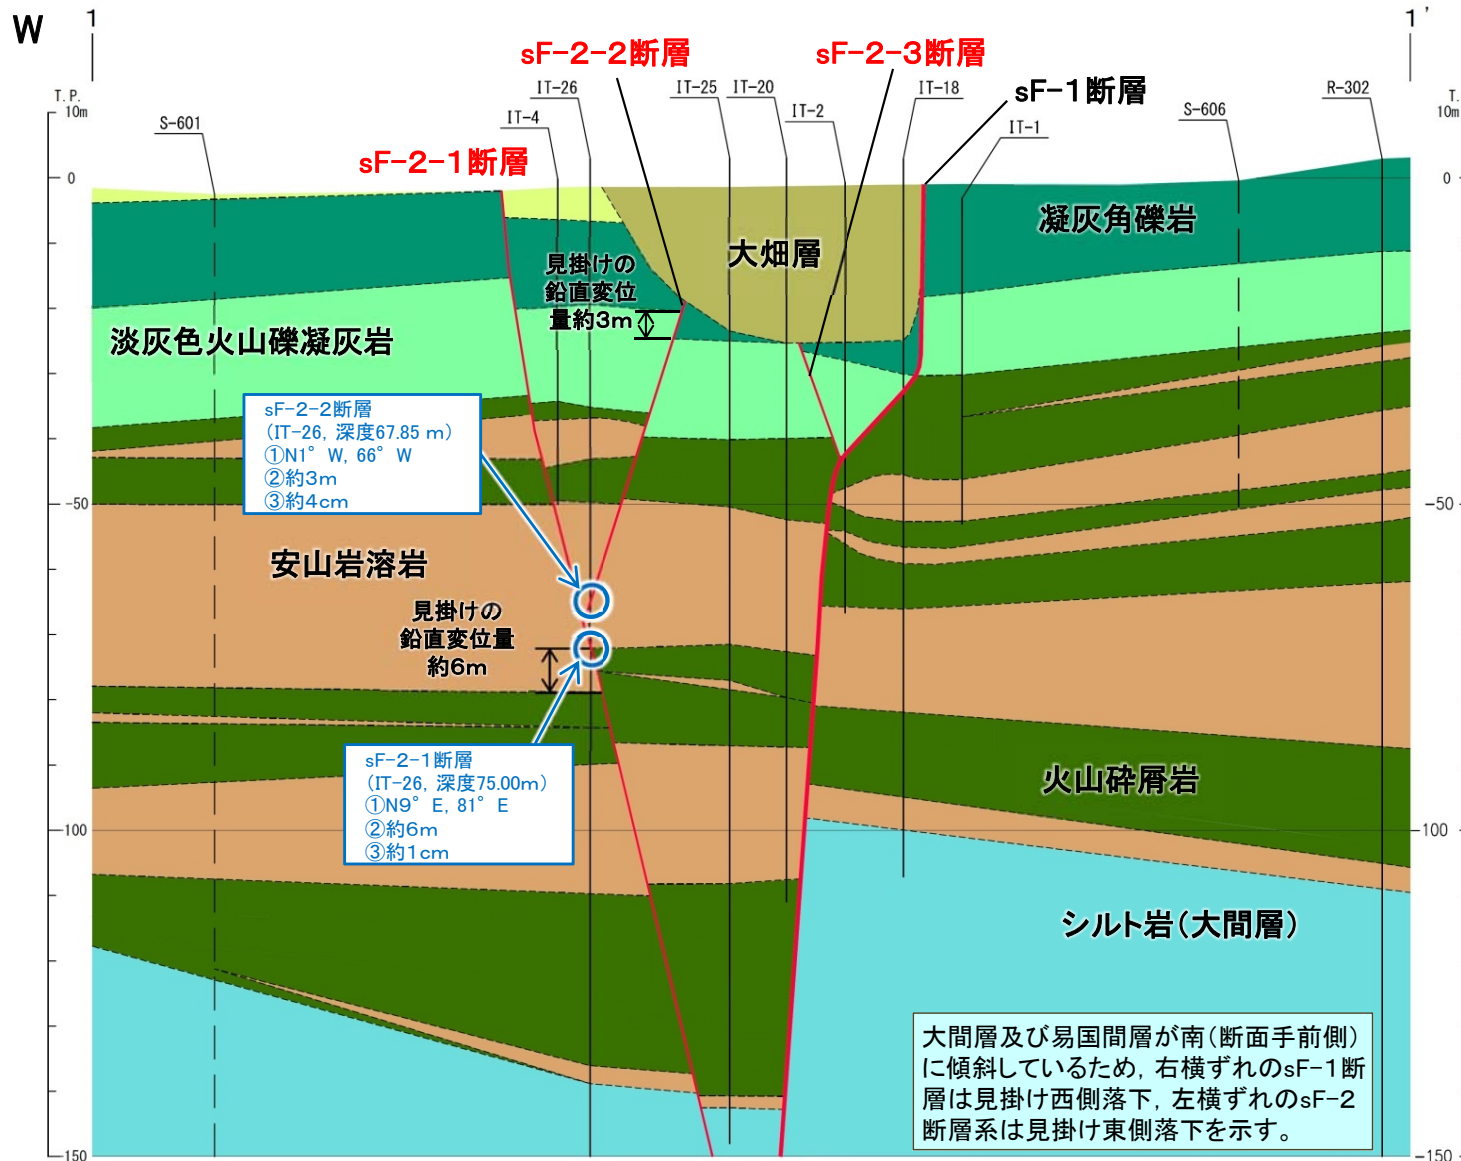 W
1
1'
sF-2-2断層
sF-2-3断層
IT-26
IT-25
IT-20
IT-18
sF-1断層
R-302
T.P.
10m
T.
10m
S-601
IT-4
IT-2
IT-1
S-606
sF-2-1断層
0
0
凝灰角礫岩
大畑層
見掛けの
鉛直変位
量約3m
淡灰色火山礫凝灰岩
sF-2-2断層
(IT-26, 深度67.85 m)
①N1°W, 66°W
②約3m
③約4cm
-50
-50
安山岩溶岩
見掛けの
鉛直変位量
約6m
sF-2-1断層
(IT-26, 深度75.00m)
①N9°E, 81°E
②約6m
③約1cm
火山砕屑岩
-100
-100
シルト岩(大間層)
大間層及び易国間層が南(断面手前側)
に傾斜しているため, 右横ずれのsF-1断
層は見掛け西側落下, 左横ずれのsF-2
断層系は見掛け東側落下を示す。
-150
-150